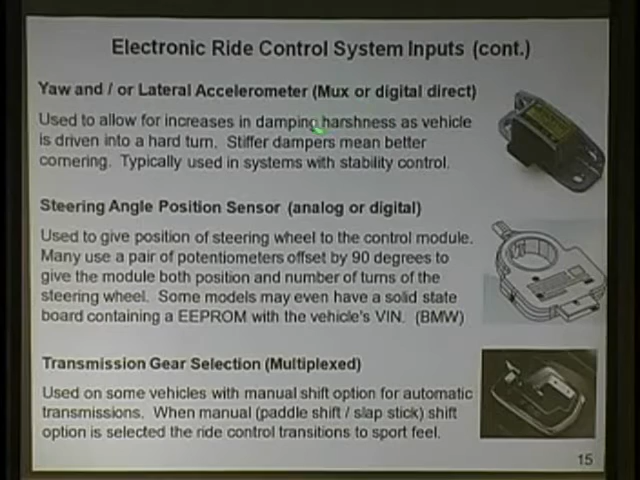 Electronic Ride Control System Inputs (cont.)
Yaw and / or Lateral Accelerometer (Mux or digital direct)
Used to allow for increases in damping harshness as vehicle
is driven into a hard turn. Stiffer dampers mean better
cornering. Typically used in systems with stability control.
Steering Angle Position Sensor (analog or digital)
Used to give position of steering wheel to the control module.
Many use a pair of potentiometers offset by 90 degrees to
give the module both position and number of turns of the
steering wheel. Some models may even have a solid state
board containing a EEPROM with the vehicle's VIN. (BMW)
Transmission Gear Selection (Multiplexed)
Used on some vehicles with manual shift option for automatic
transmissions. When manual (paddle shift / slap stick) shift
option is selected the ride control transitions to sport feel.
15